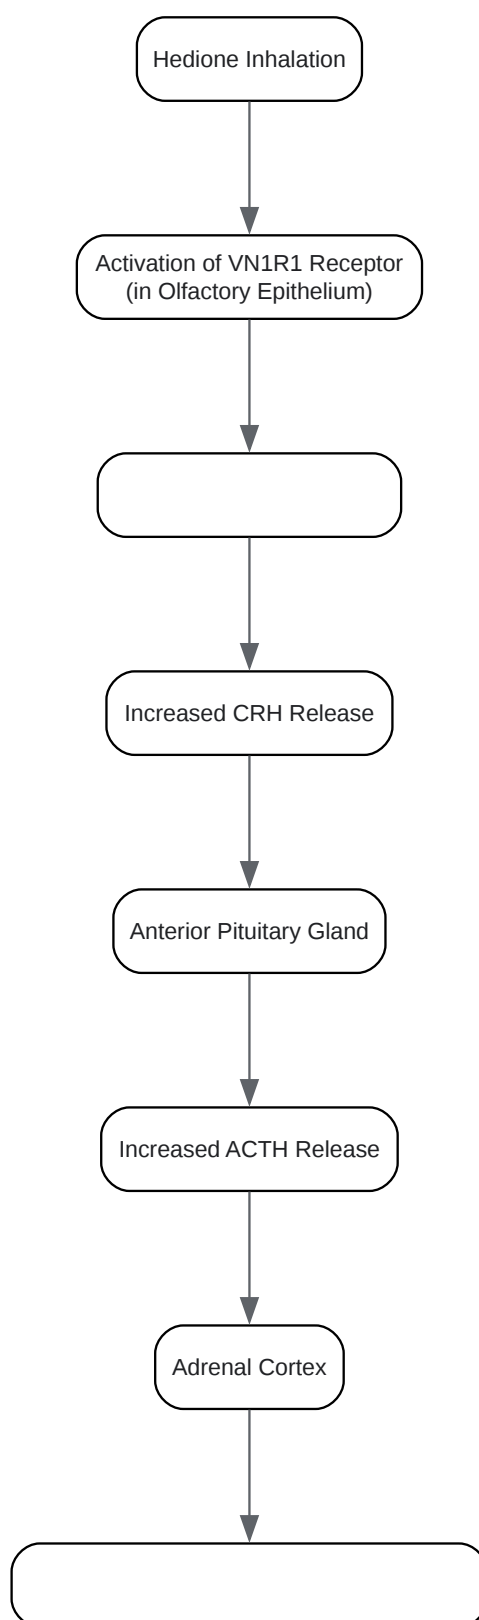 Hedione Inhalation
Activation of VN1R1 Receptor
(in Olfactory Epithelium)
Increased CRH Release
Anterior Pituitary Gland
Increased ACTH Release
Adrenal Cortex